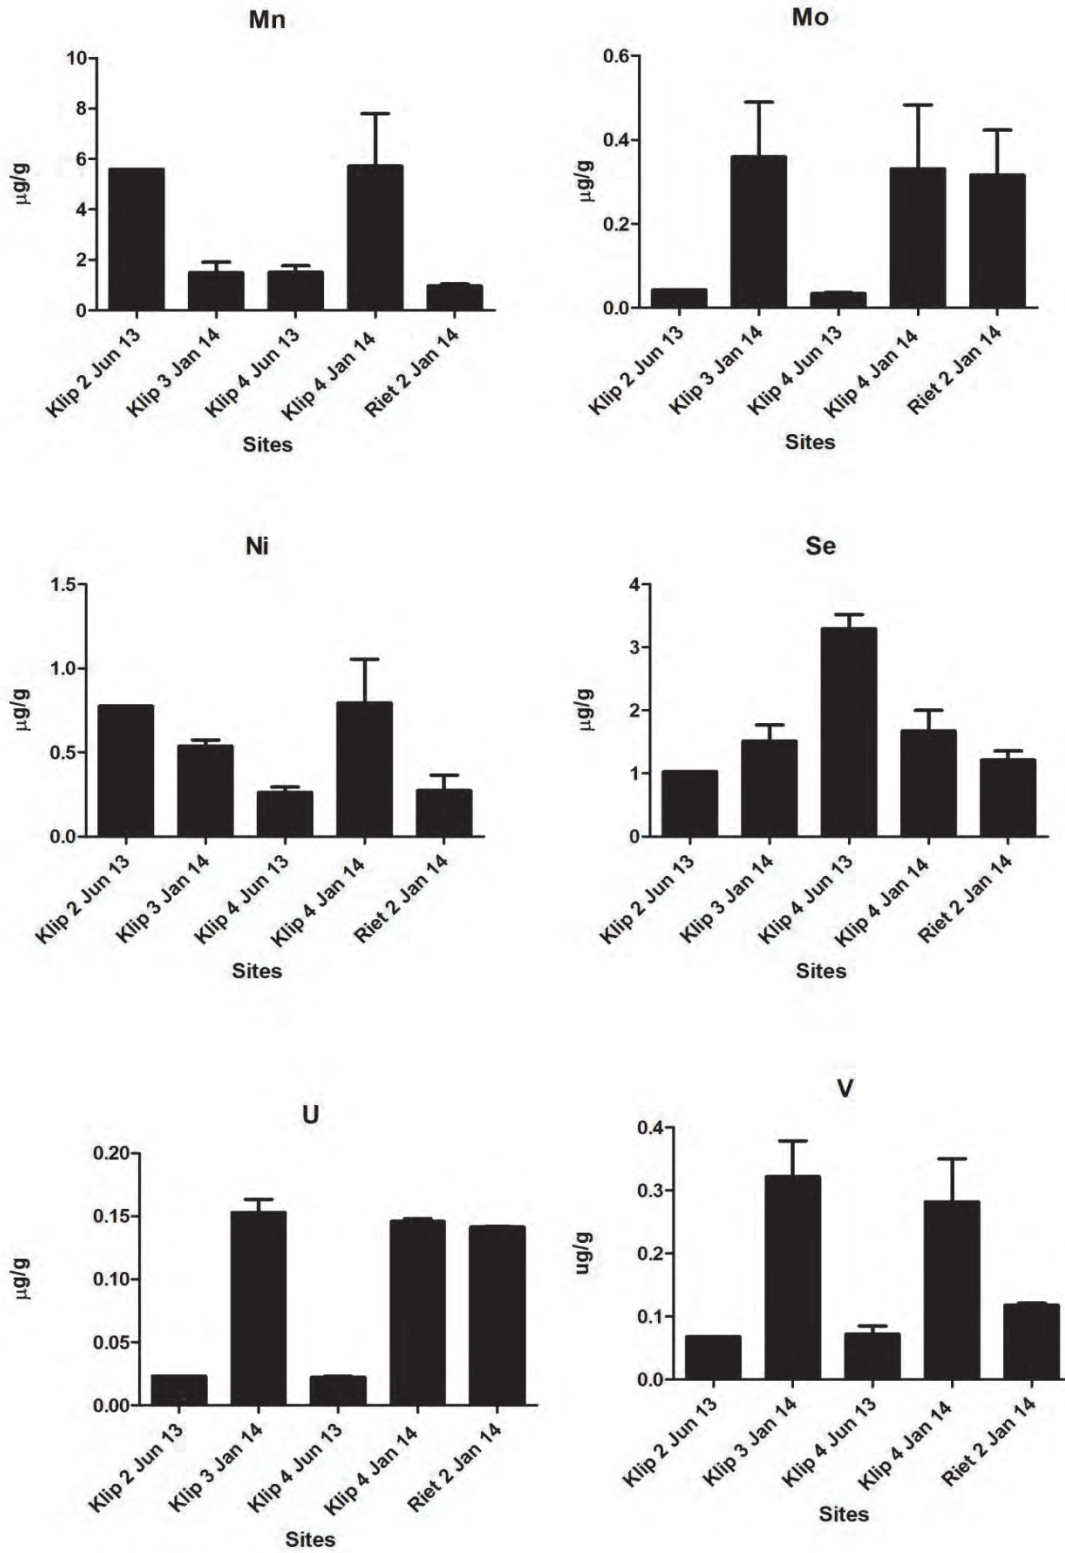 Mn
10
8
6
4
2
0
µg/g
Klip 2 Jun 13
Klip 3 Jan 14
Klip 4 Jun 13
Klip 4 Jan 14
Riet 2 Jan 14
Sites
Mo
0.6
0.4
0.2
0.0
µg/g
Klip 2 Jun 13
Klip 3 Jan 14
Klip 4 Jun 13
Klip 4 Jan 14
Riet 2 Jan 14
Sites
Ni
1.5
1.0
0.5
0.0
µg/g
Klip 2 Jun 13
Klip 3 Jan 14
Klip 4 Jun 13
Klip 4 Jan 14
Riet 2 Jan 14
Sites
Se
4
3
2
1
0
µg/g
Klip 2 Jun 13
Klip 3 Jan 14
Klip 4 Jun 13
Klip 4 Jan 14
Riet 2 Jan 14
Sites
U
0.20
0.15
0.10
0.05
0.00
µg/g
Klip 2 Jun 13
Klip 3 Jan 14
Klip 4 Jun 13
Klip 4 Jan 14
Riet 2 Jan 14
Sites
V
0.4
0.3
0.2
0.1
0.0
ug/g
Klip 2 Jun 13
Klip 3 Jan 14
Klip 4 Jun 13
Klip 4 Jan 14
Riet 2 Jan 14
Sites